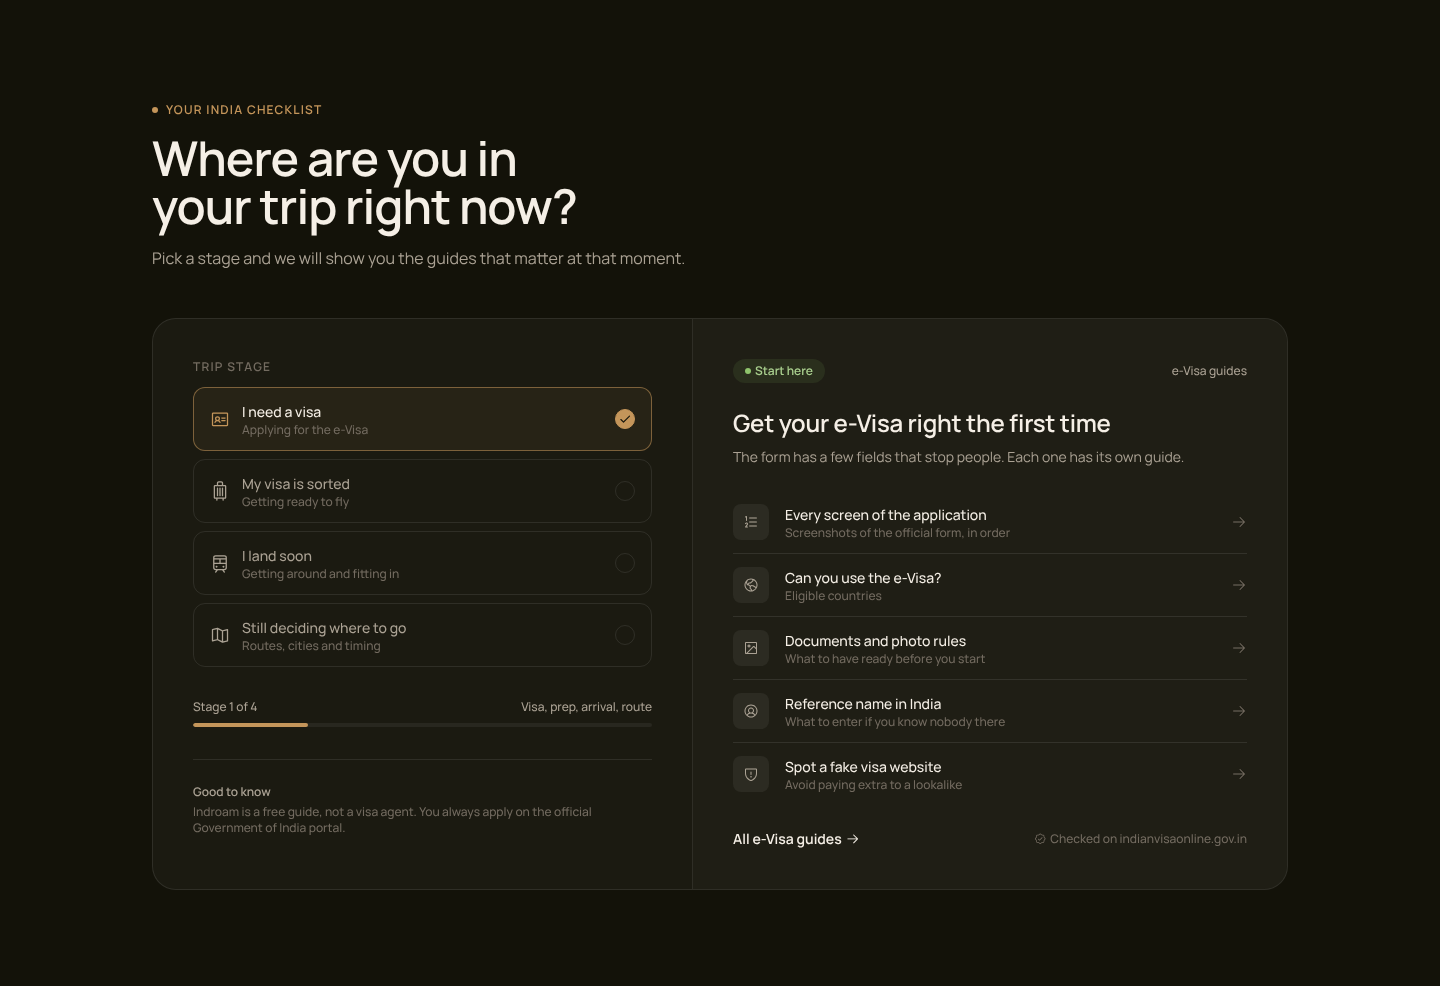 YOUR INDIA CHECKLIST
Where are you in
your trip right now?
Pick a stage and we will show you the guides that matter at that moment.
TRIP STAGE
I need a visa
Applying for the e-Visa
My visa is sorted
Getting ready to fly
I land soon
Getting around and fitting in
Still deciding where to go
Routes, cities and timing
Stage 1 of 4
Visa, prep, arrival, route
Good to know
Indroam is a free guide, not a visa agent. You always apply on the official
Government of India portal.
Start here
e-Visa guides
Get your e-Visa right the first time
The form has a few fields that stop people. Each one has its own guide.
Every screen of the application
Screenshots of the official form, in order
Can you use the e-Visa?
Eligible countries
Documents and photo rules
What to have ready before you start
Reference name in India
What to enter if you know nobody there
Spot a fake visa website
Avoid paying extra to a lookalike
All e-Visa guides →
Checked on indianvisaonline.gov.in